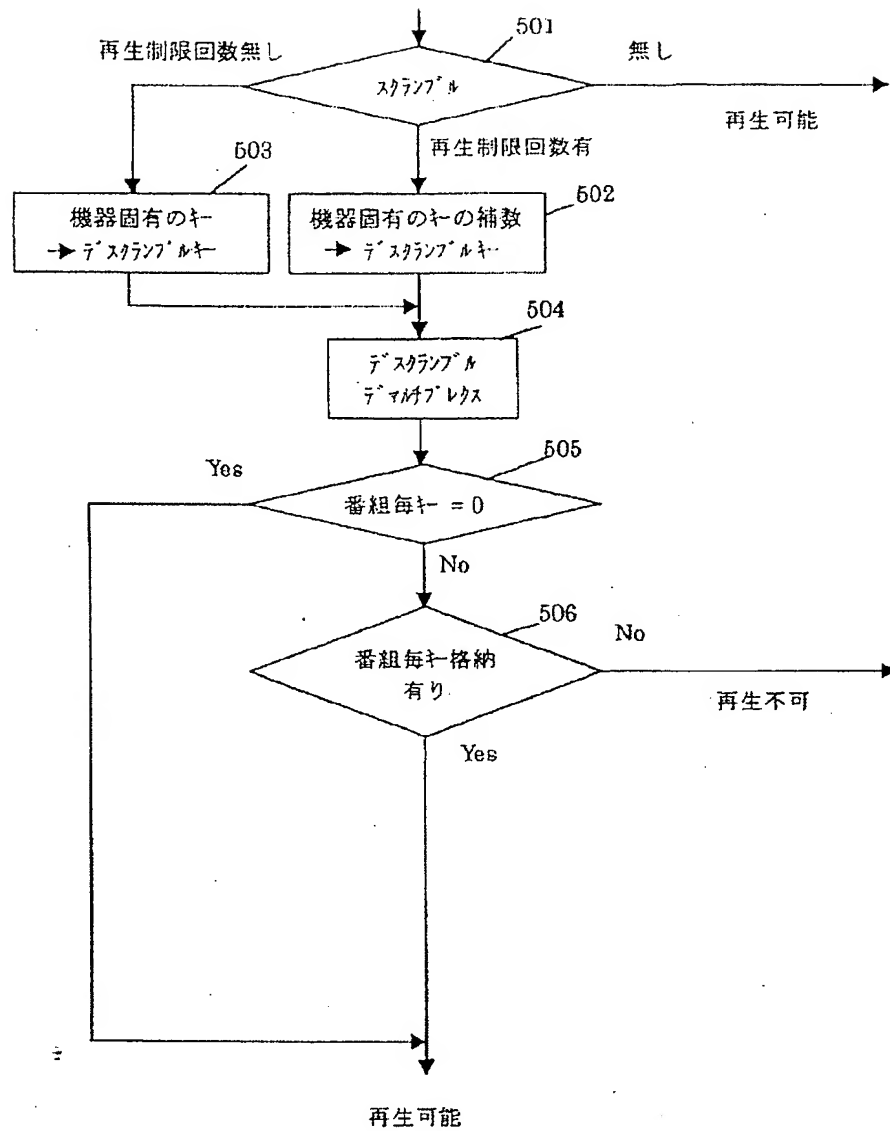 501
再生制限回数無し
無し
スクランブル
再生可能
再生制限回数有
503
502
機器固有のキー
→ デスクランブルキー
機器固有のキーの補数
→ デスクランブルキー
504
デスクランブル
デマルチプレクス
505
Yes
番組毎キー = 0
No
506
No
番組毎キー格納
有り
再生不可
Yes
再生可能